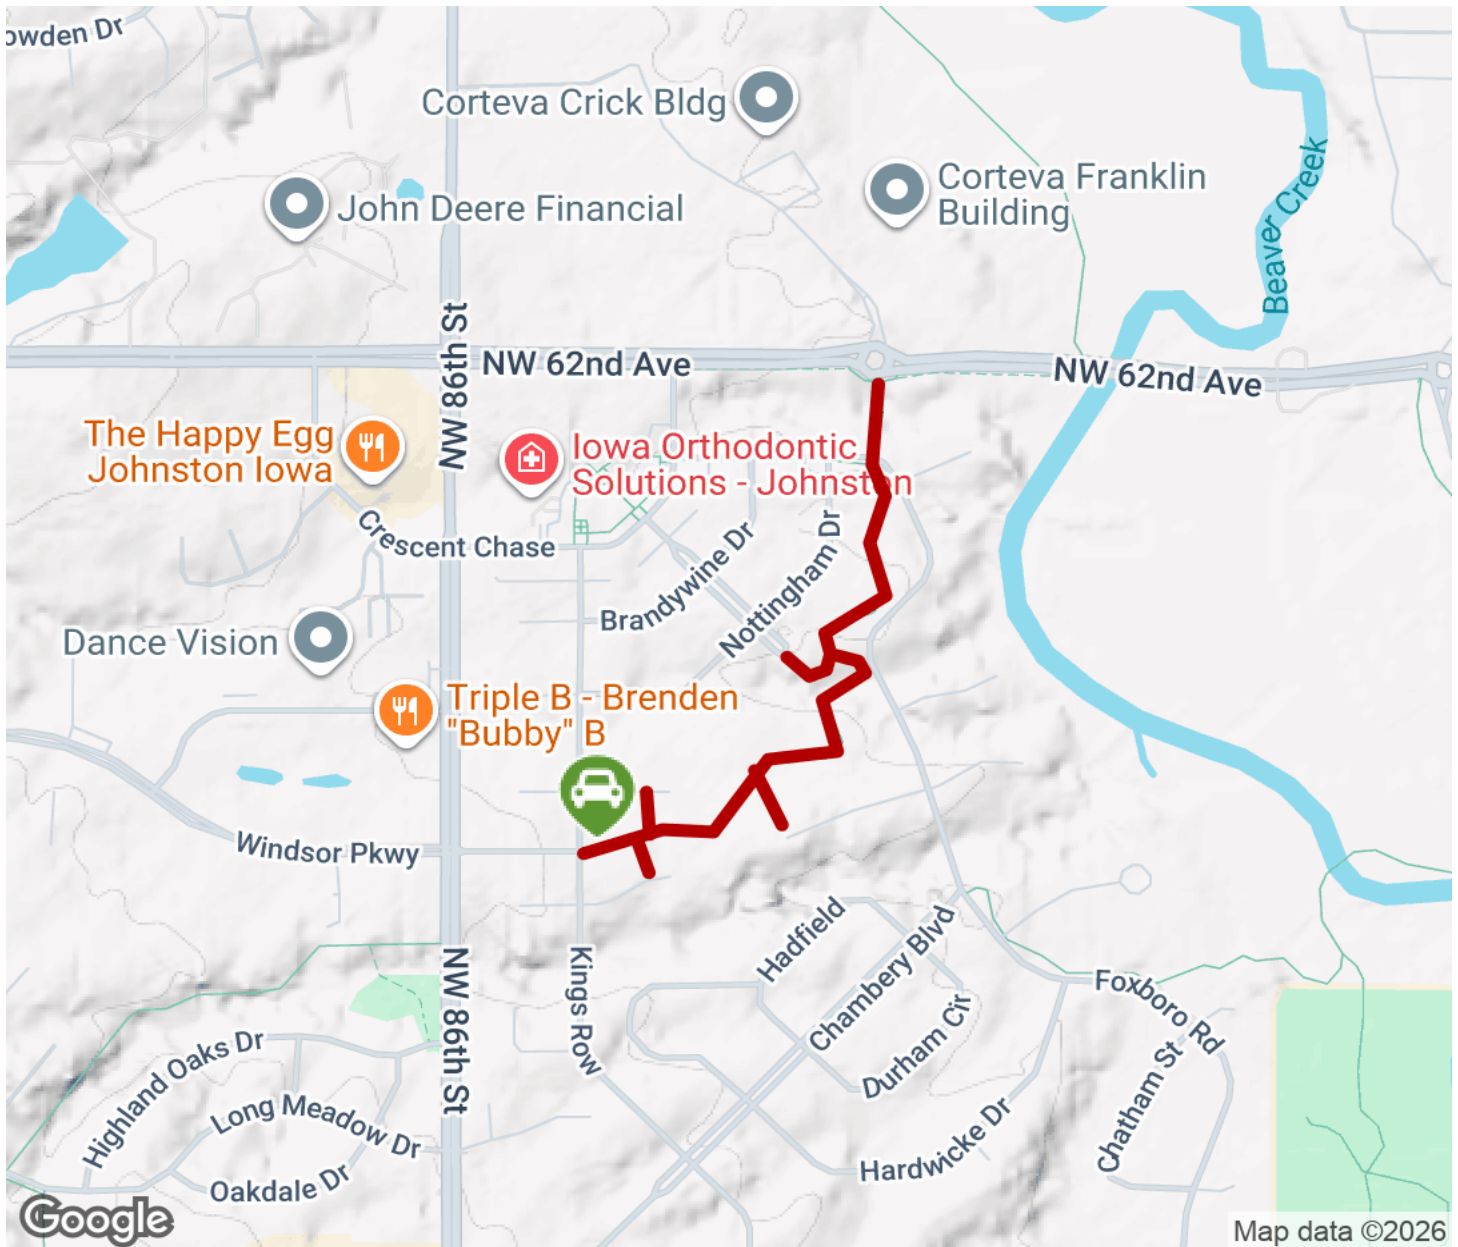 owden Dr
Corteva Crick Bldg
Corteva Franklin
Building
John Deere Financial
Beaver Creek
NW 86th St
NW 62nd Ave
NW 62nd Ave
The Happy Egg
Johnston Iowa
Iowa Orthodontic
Solutions - Johnston
Crescent Chase
Brandywine Dr
Nottingham Dr
Dance Vision
Triple B - Brenden
"Bubby" B
Windsor Pkwy
Hadfield
Chambery Blvd
NW 86th St
Kings Row
Foxboro Rd
Durham Cir
Highland Oaks Dr
Long Meadow Dr
Chatham St
Hardwicke Dr
Oakdale Dr
Google
Map data ©2026